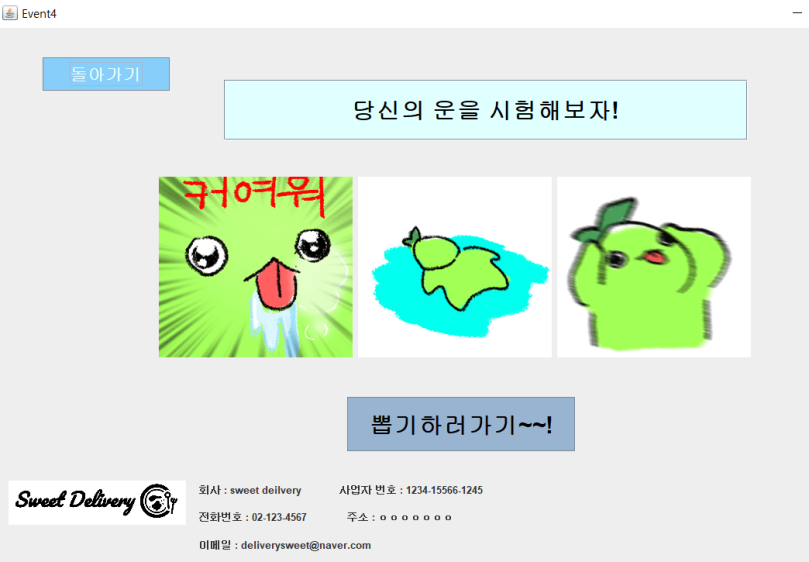 Event4
돌아가기
당신의 운을 시험해보자!
커여워
뽑기하러가기~~!
Sweet Delivery
회사 : sweet deilvery 사업자 번호 : 1234-15566-1245
전화번호 : 02-123-4567 주소 : ㅇㅇㅇㅇㅇㅇㅇ
이메일 : deliverysweet@naver.com